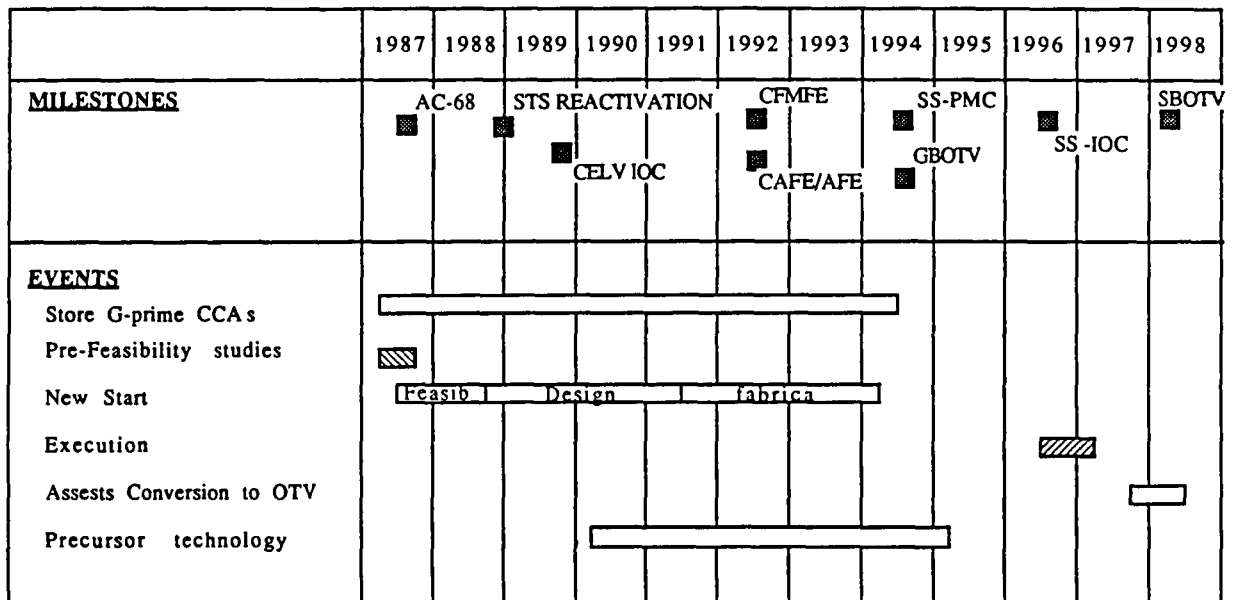 1987 1988 1989 1990 1991 1992 1993 1994 1995 1996 1997 1998
MILESTONES
AC-68 STS REACTIVATION CFMFE SS-PMC SBOTV
CELV IOC CAFE/AFE GBOTV SS -IOC
EVENTS
Store G-prime CCAs
Pre-Feasibility studies
New Start Feasib Design fabrica
Execution
Assests Conversion to OTV
Precursor technology